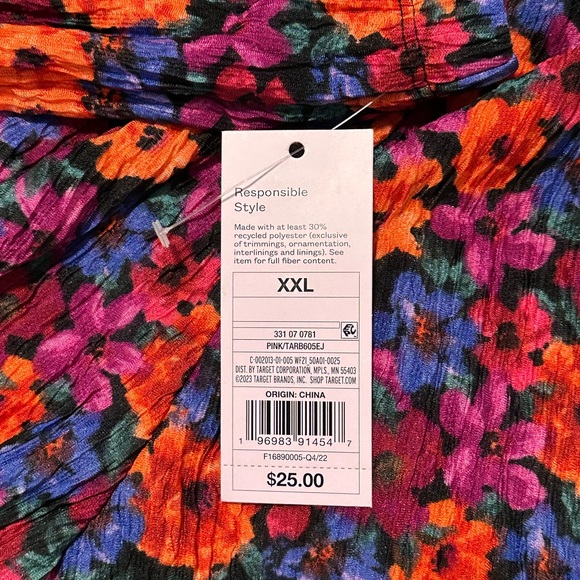 Responsible
Style
Made with at least 30%
recycled polyester (exclusive
of trimmings, ornamentation,
interlinings and linings). See
item for full fiber content.
XXL
331 07 0781
PINK/TARB605EJ
C-002013-01-005 WF21_50A01-0025
DIST. BY TARGET CORPORATION, MPLS., MN 55403
©2023 TARGET BRANDS, INC. SHOP TARGET.COM
ORIGIN: CHINA
1 96983 91454 7
F16890005-Q4/22
$25.00